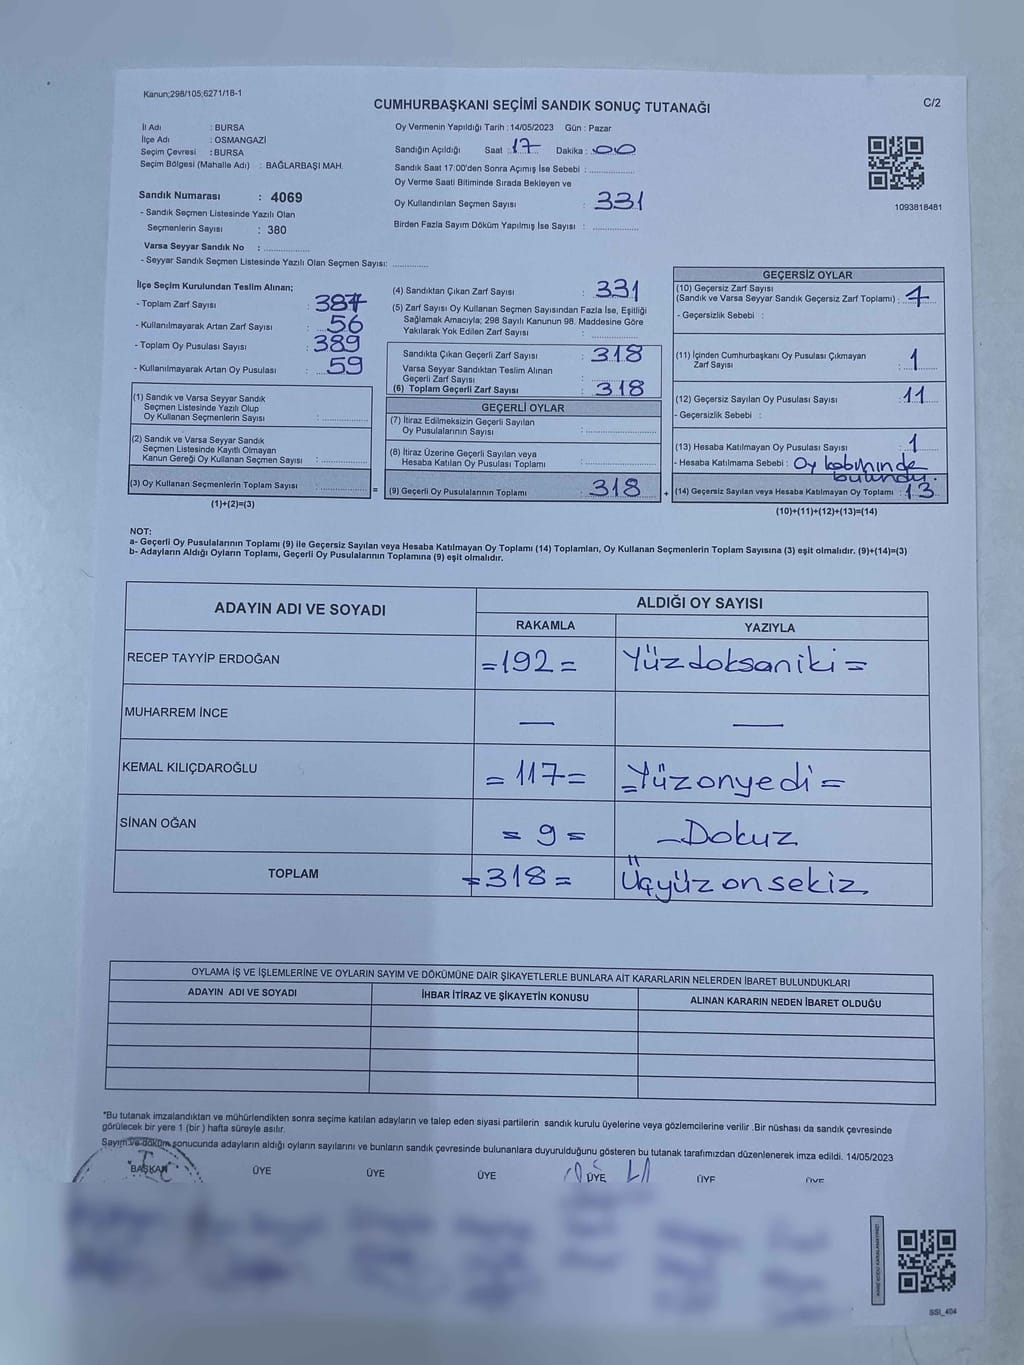 Kanun;298/105;6271/18-1
CUMHURBAŞKANI SEÇİMİ SANDIK SONUÇ TUTANAĞI
C/2
İl Adı : BURSA
İlçe Adı : OSMANGAZİ
Seçim Çevresi : BURSA
Seçim Bölgesi (Mahalle Adı) : BAĞLARBAŞI MAH.
Sandık Numarası : 4069
- Sandık Seçmen Listesinde Yazılı Olan
Seçmenlerin Sayısı : 380
Varsa Seyyar Sandık No : ..............
- Seyyar Sandık Seçmen Listesinde Yazılı Olan Seçmen Sayısı: ............
Oy Vermenin Yapıldığı Tarih : 14/05/2023 Gün : Pazar
Sandığın Açıldığı Saat : 17 Dakika : 00
Sandık Saat 17:00'den Sonra Açımış İse Sebebi : ..............
Oy Verme Saati Bitiminde Sırada Bekleyen ve
Oy Kullandırılan Seçmen Sayısı : 331
Birden Fazla Sayım Döküm Yapılmış İse Sayısı : ..............
1093818481
İlçe Seçim Kurulundan Teslim Alınan;
- Toplam Zarf Sayısı : 387
- Kullanılmayarak Artan Zarf Sayısı : 56
- Toplam Oy Pusulası Sayısı : 389
- Kullanılmayarak Artan Oy Pusulası : 59
(1) Sandık ve Varsa Seyyar Sandık
Seçmen Listesinde Yazılı Olup
Oy Kullanan Seçmenlerin Sayısı : ..............
(2) Sandık ve Varsa Seyyar Sandık
Seçmen Listesinde Kayıtlı Olmayan
Kanun Gereği Oy Kullanan Seçmen Sayısı : ..............
(3) Oy Kullanan Seçmenlerin Toplam Sayısı : ..............
(1)+(2)=(3)
=
(4) Sandıktan Çıkan Zarf Sayısı : 331
(5) Zarf Sayısı Oy Kullanan Seçmen Sayısından Fazla İse, Eşitliği
Sağlamak Amacıyla; 298 Sayılı Kanunun 98. Maddesine Göre
Yakılarak Yok Edilen Zarf Sayısı : ..............
Sandıkta Çıkan Geçerli Zarf Sayısı : 318
Varsa Seyyar Sandıktan Teslim Alınan
Geçerli Zarf Sayısı : ..............
(6) Toplam Geçerli Zarf Sayısı : 318
GEÇERLİ OYLAR
(7) İtiraz Edilmeksizin Geçerli Sayılan
Oy Pusulalarının Sayısı : ..............
(8) İtiraz Üzerine Geçerli Sayılan veya
Hesaba Katılan Oy Pusulası Toplamı : ..............
(9) Geçerli Oy Pusulalarının Toplamı : 318
+
GEÇERSİZ OYLAR
(10) Geçersiz Zarf Sayısı
(Sandık ve Varsa Seyyar Sandık Geçersiz Zarf Toplamı) :
- Geçersizlik Sebebi :
(11) İçinden Cumhurbaşkanı Oy Pusulası Çıkmayan
Zarf Sayısı : 1
(12) Geçersiz Sayılan Oy Pusulası Sayısı : 11
- Geçersizlik Sebebi :
(13) Hesaba Katılmayan Oy Pusulası Sayısı : 1
- Hesaba Katılmama Sebebi : Oy kabininde
bulundu.
(14) Geçersiz Sayılan veya Hesaba Katılmayan Oy Toplamı : 13
(10)+(11)+(12)+(13)=(14)
NOT:
a- Geçerli Oy Pusulalarının Toplamı (9) ile Geçersiz Sayılan veya Hesaba Katılmayan Oy Toplamı (14) Toplamları, Oy Kullanan Seçmenlerin Toplam Sayısına (3) eşit olmalıdır. (9)+(14)=(3)
b- Adayların Aldığı Oyların Toplamı, Geçerli Oy Pusulalarının Toplamına (9) eşit olmalıdır.
ADAYIN ADI VE SOYADI ALDIĞI OY SAYISI
RAKAMLA YAZIYLA
RECEP TAYYİP ERDOĞAN =192= Yüzdoksaniki=
MUHARREM İNCE — —
KEMAL KILIÇDAROĞLU =117= =Yüzonyedi=
SİNAN OĞAN =9= -Dokuz
TOPLAM =318= Üçyüzonsekiz
OYLAMA İŞ VE İŞLEMLERİNE VE OYLARIN SAYIM VE DÖKÜMÜNE DAİR ŞİKAYETLERLE BUNLARA AİT KARARLARIN NELERDEN İBARET BULUNDUKLARI
ADAYIN ADI VE SOYADI İHBAR İTİRAZ VE ŞİKAYETİN KONUSU ALINAN KARARIN NEDEN İBARET OLDUĞU
*Bu tutanak imzalandıktan ve mühürlendikten sonra seçime katılan adayların ve talep eden siyasi partilerin sandık kurulu üyelerine veya gözlemcilerine verilir .Bir nüshası da sandık çevresinde
görülecek bir yere 1 (bir ) hafta süreyle asılır.
Sayım ve döküm sonucunda adayların aldığı oyların sayılarını ve bunların sandık çevresinde bulunanlara duyurulduğunu gösteren bu tutanak tarafımızdan düzenlenerek imza edildi. 14/05/2023
BAŞKAN ÜYE ÜYE ÜYE ÜYE ÜYE ÜYE
SSI_404